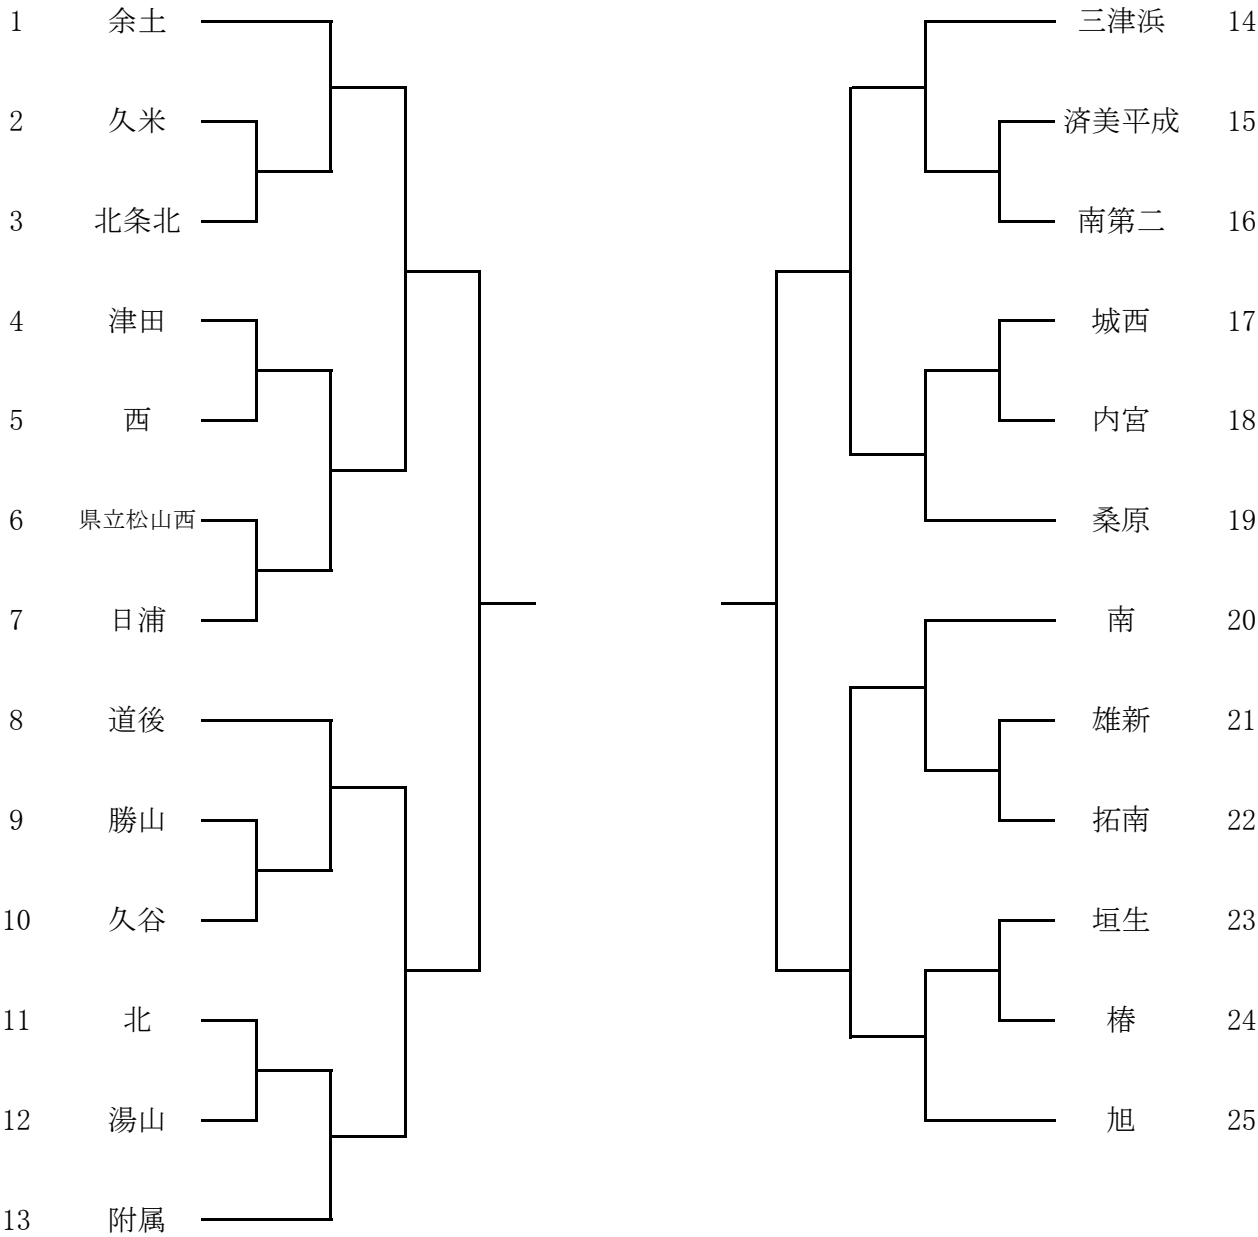 1 余土
2 久米
3 北条北
4 津田
5 西
6 県立松山西
7 日浦
8 道後
9 勝山
10 久谷
11 北
12 湯山
13 附属
三津浜 14
済美平成 15
南第二 16
城西 17
内宮 18
桑原 19
南 20
雄新 21
拓南 22
垣生 23
椿 24
旭 25